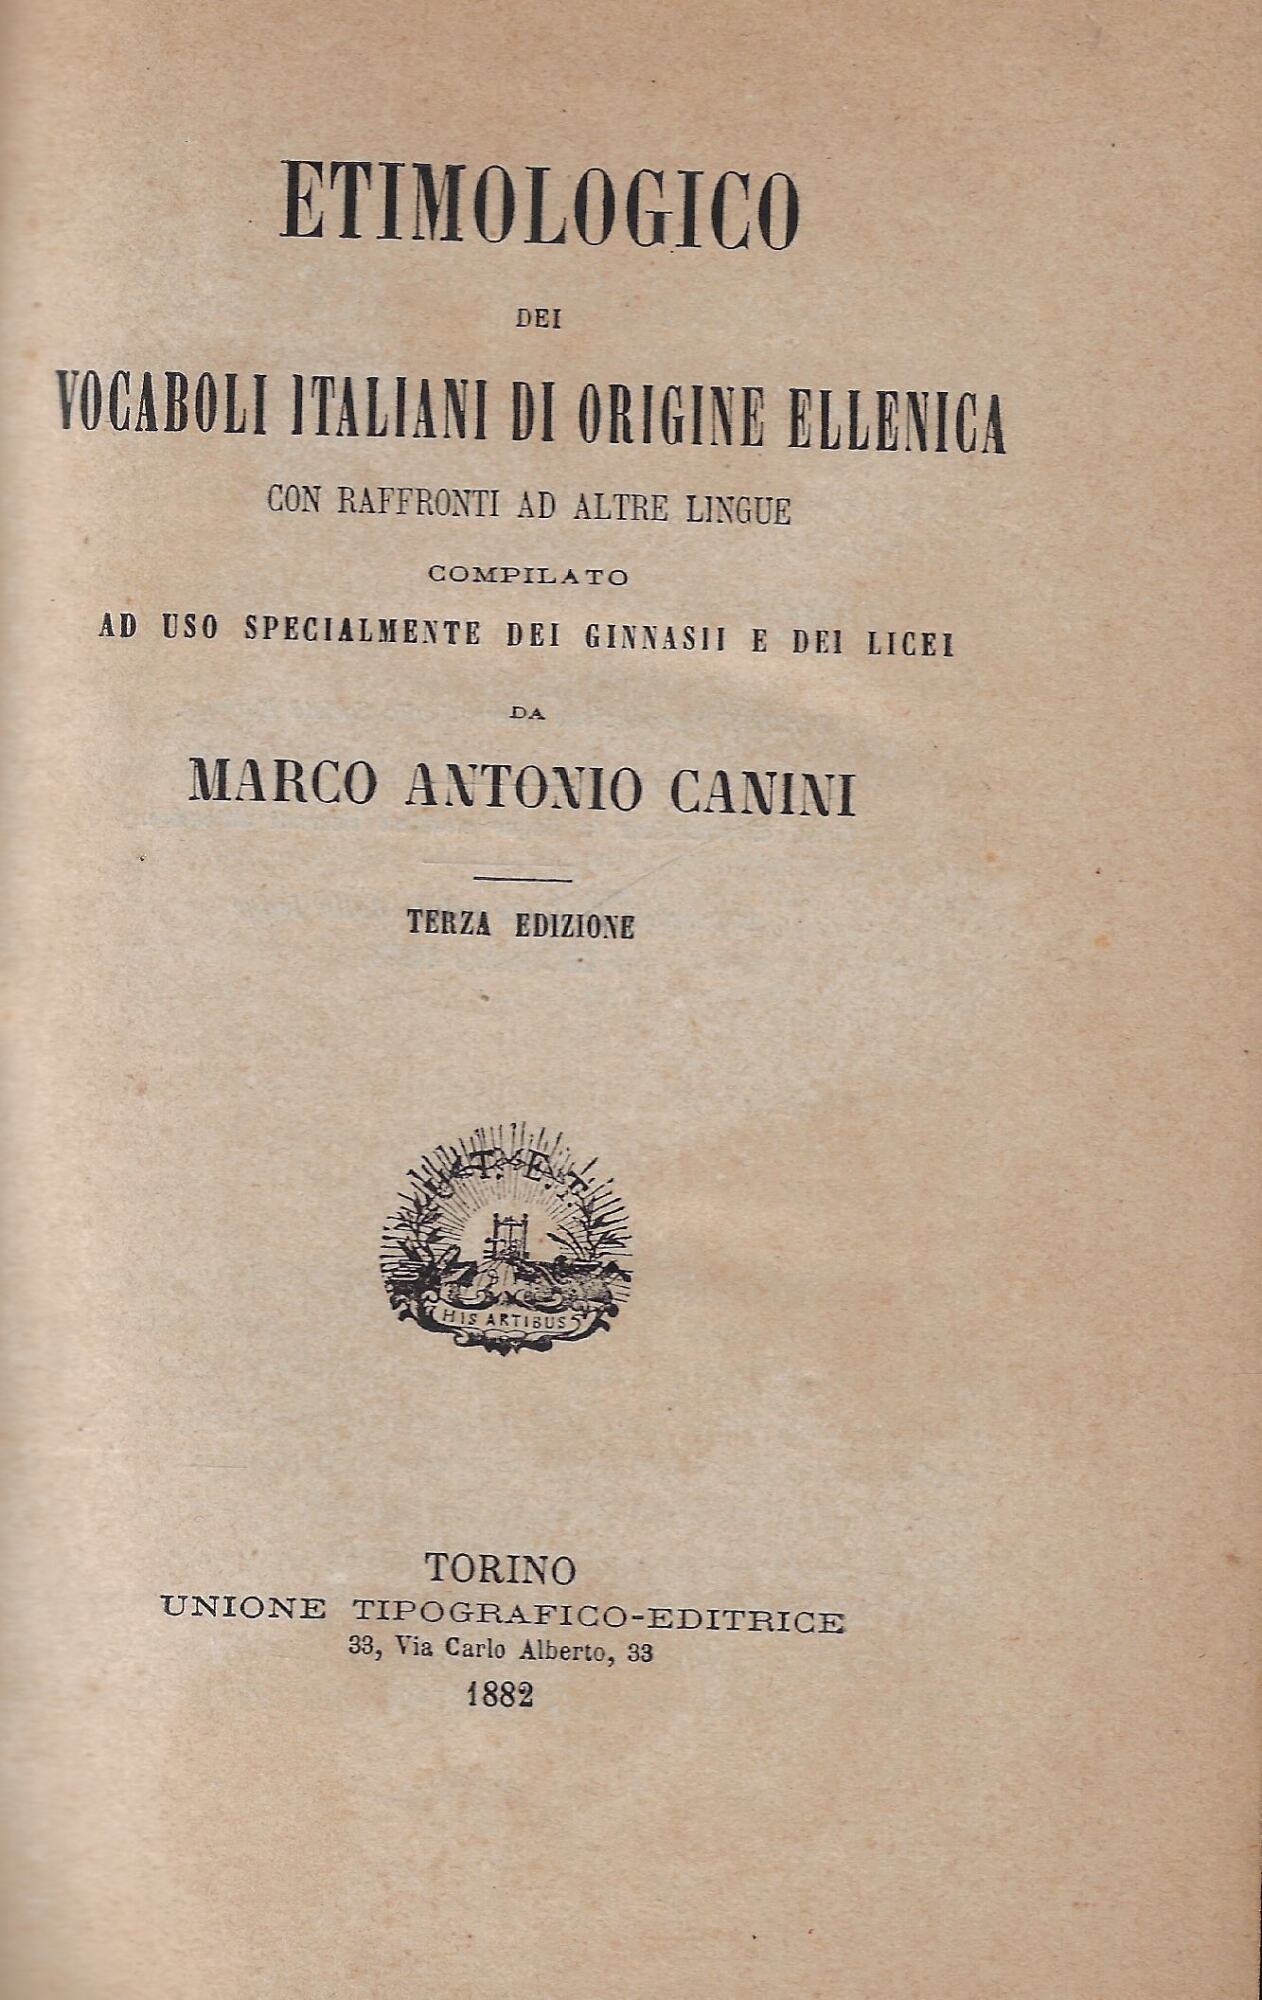 ETIMOLOGICO
DEI
VOCABOLI ITALIANI DI ORIGINE ELLENICA
CON RAFFRONTI AD ALTRE LINGUE
COMPILATO
AD USO SPECIALMENTE DEI GINNASII E DEI LICEI
DA
MARCO ANTONIO CANINI
TERZA EDIZIONE
U. T. E. T.
HIS ARTIBUS
TORINO
UNIONE TIPOGRAFICO-EDITRICE
33, Via Carlo Alberto, 33
1882